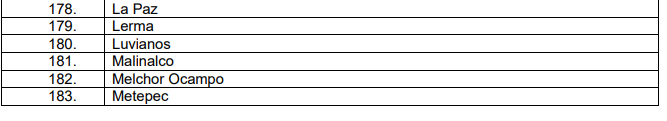 178. La Paz
179. Lerma
180. Luvianos
181. Malinalco
182. Melchor Ocampo
183. Metepec